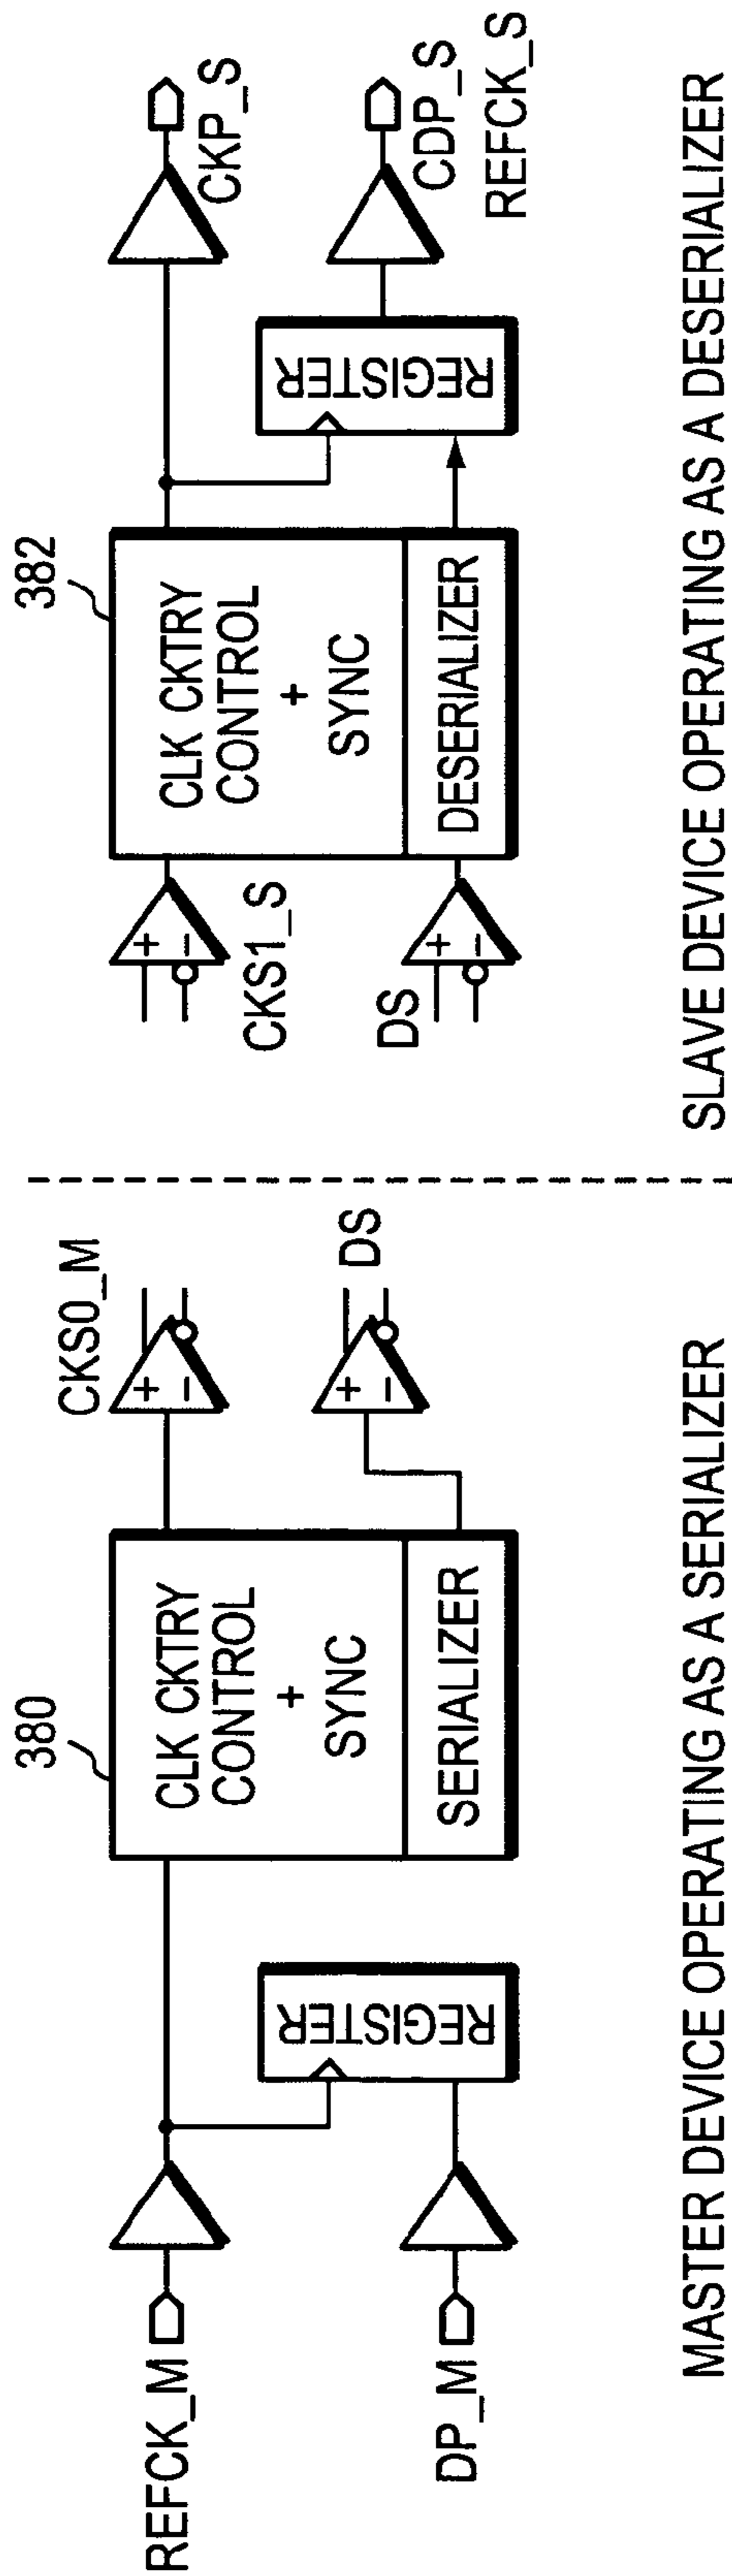 REFCK_M
DP_M
REGISTER
380
CLK CKTRY
CONTROL
+
SYNC
SERIALIZER
+
−
CKS0_M
+
−
DS
MASTER DEVICE OPERATING AS A SERIALIZER
+
−
CKS1_S
DS
+
−
382
CLK CKTRY
CONTROL
+
SYNC
DESERIALIZER
REGISTER
CKP_S
CDP_S
REFCK_S
SLAVE DEVICE OPERATING AS A DESERIALIZER